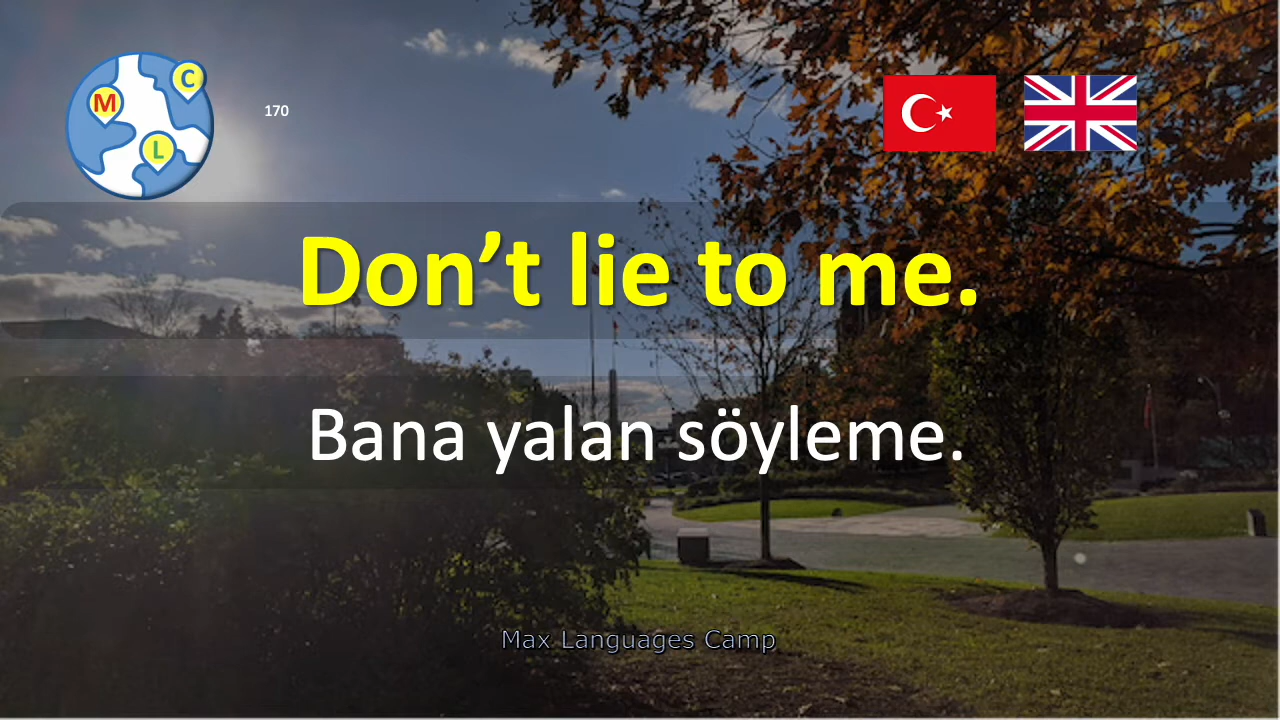 M
C
L
170
Don’t lie to me.
Bana yalan söyleme.
Max Languages Camp